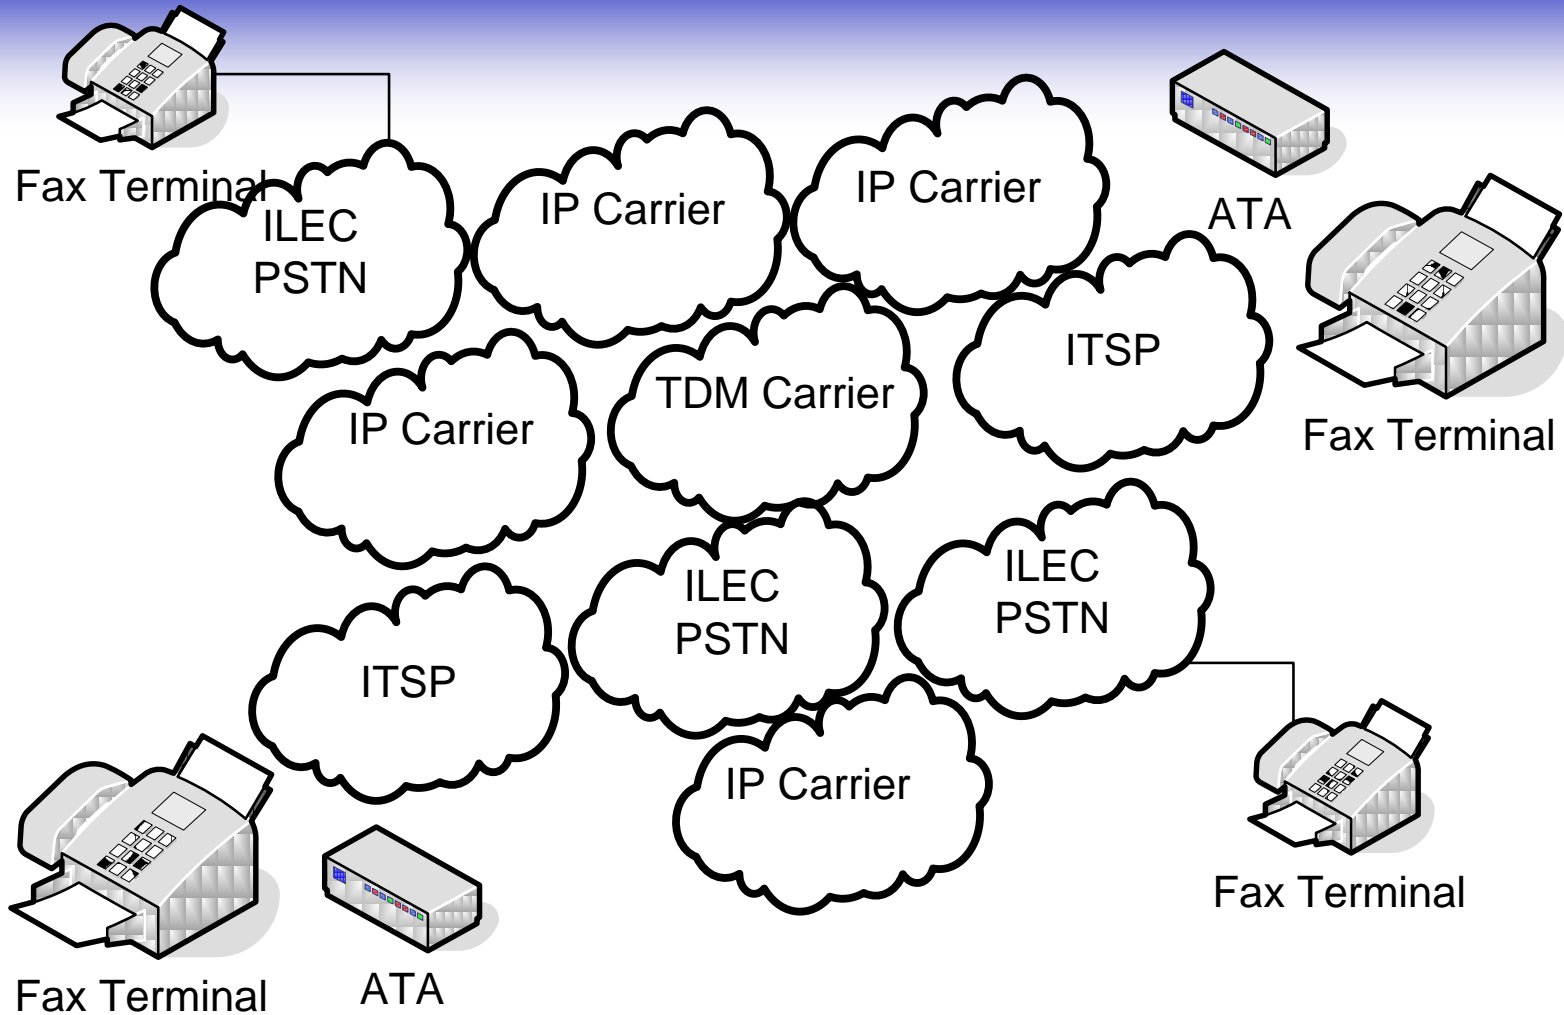 Fax Terminal
ILEC
PSTN
IP Carrier
IP Carrier
ATA
Fax Terminal
ITSP
IP Carrier
TDM Carrier
ILEC
PSTN
ILEC
PSTN
ITSP
IP Carrier
Fax Terminal
Fax Terminal
ATA